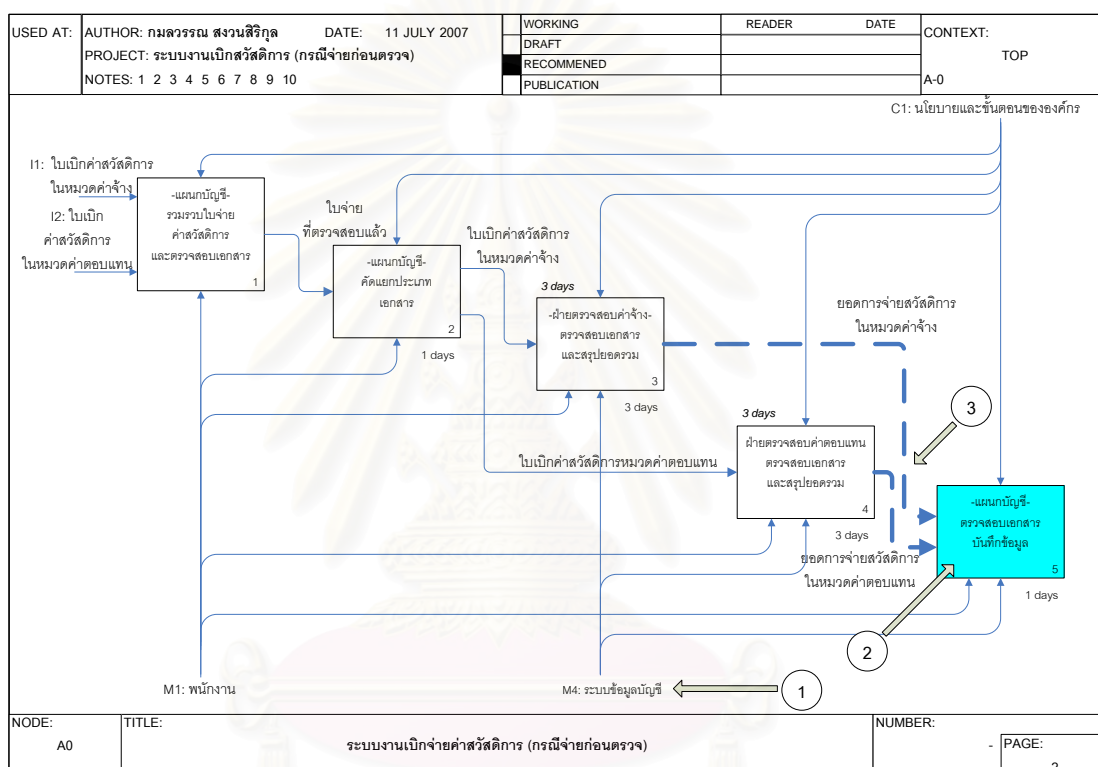 USED AT:
AUTHOR: กมลวรรณ สงวนสิริกุล DATE: 11 JULY 2007
PROJECT: ระบบงานเบิกสวัสดิการ (กรณีจ่ายก่อนตรวจ)
NOTES: 1 2 3 4 5 6 7 8 9 10
WORKING
DRAFT
RECOMMENED
PUBLICATION
READER DATE
CONTEXT:
TOP
A-0
C1: นโยบายและขั้นตอนขององค์กร
I1: ใบเบิกค่าสวัสดิการ
ในหมวดค่าจ้าง
I2: ใบเบิก
ค่าสวัสดิการ
ในหมวดค่าตอบแทน
-แผนกบัญชี-
รวมรวบใบจ่าย
ค่าสวัสดิการ
และตรวจสอบเอกสาร
1
ใบจ่าย
ที่ตรวจสอบแล้ว
-แผนกบัญชี-
คัดแยกประเภท
เอกสาร
2
1 days
ใบเบิกค่าสวัสดิการ
ในหมวดค่าจ้าง
3 days
-ฝ่ายตรวจสอบค่าจ้าง-
ตรวจสอบเอกสาร
และสรุปยอดรวม
3
3 days
ยอดการจ่ายสวัสดิการ
ในหมวดค่าจ้าง
3
ใบเบิกค่าสวัสดิการหมวดค่าตอบแทน
3 days
ฝ่ายตรวจสอบค่าตอบแทน
ตรวจสอบเอกสาร
และสรุปยอดรวม
4
3 days
ยอดการจ่ายสวัสดิการ
ในหมวดค่าตอบแทน
-แผนกบัญชี-
ตรวจสอบเอกสาร
บันทึกข้อมูล
5
1 days
2
M1: พนักงาน
M4: ระบบข้อมูลบัญชี
1
NODE:
A0
TITLE:
ระบบงานเบิกจ่ายค่าสวัสดิการ (กรณีจ่ายก่อนตรวจ)
NUMBER:
-
PAGE: